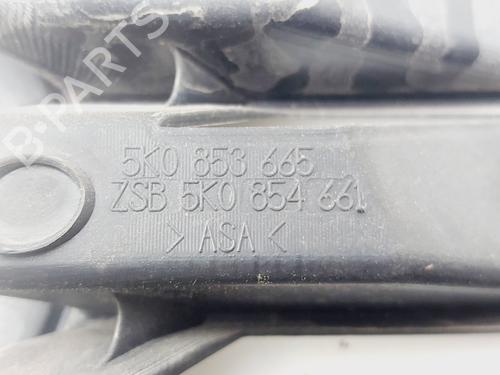 B-PARTS
5K0 853 665
ZSB 5K0 854 661
> ASA <